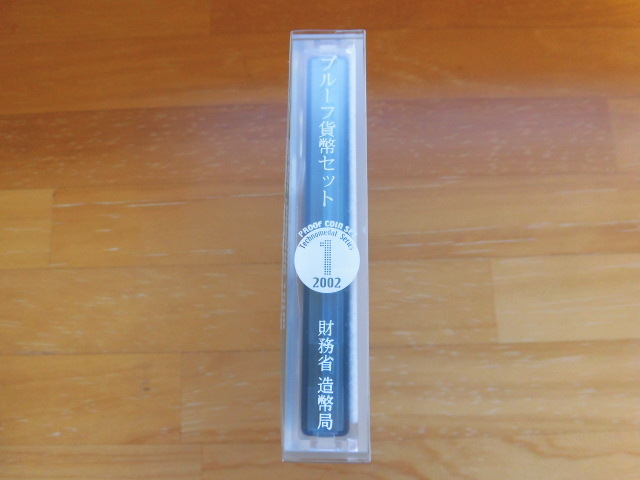 プルーフ貨幣セット
PROOF COIN SET
Technomedal Series
1
2002
財務省 造幣局